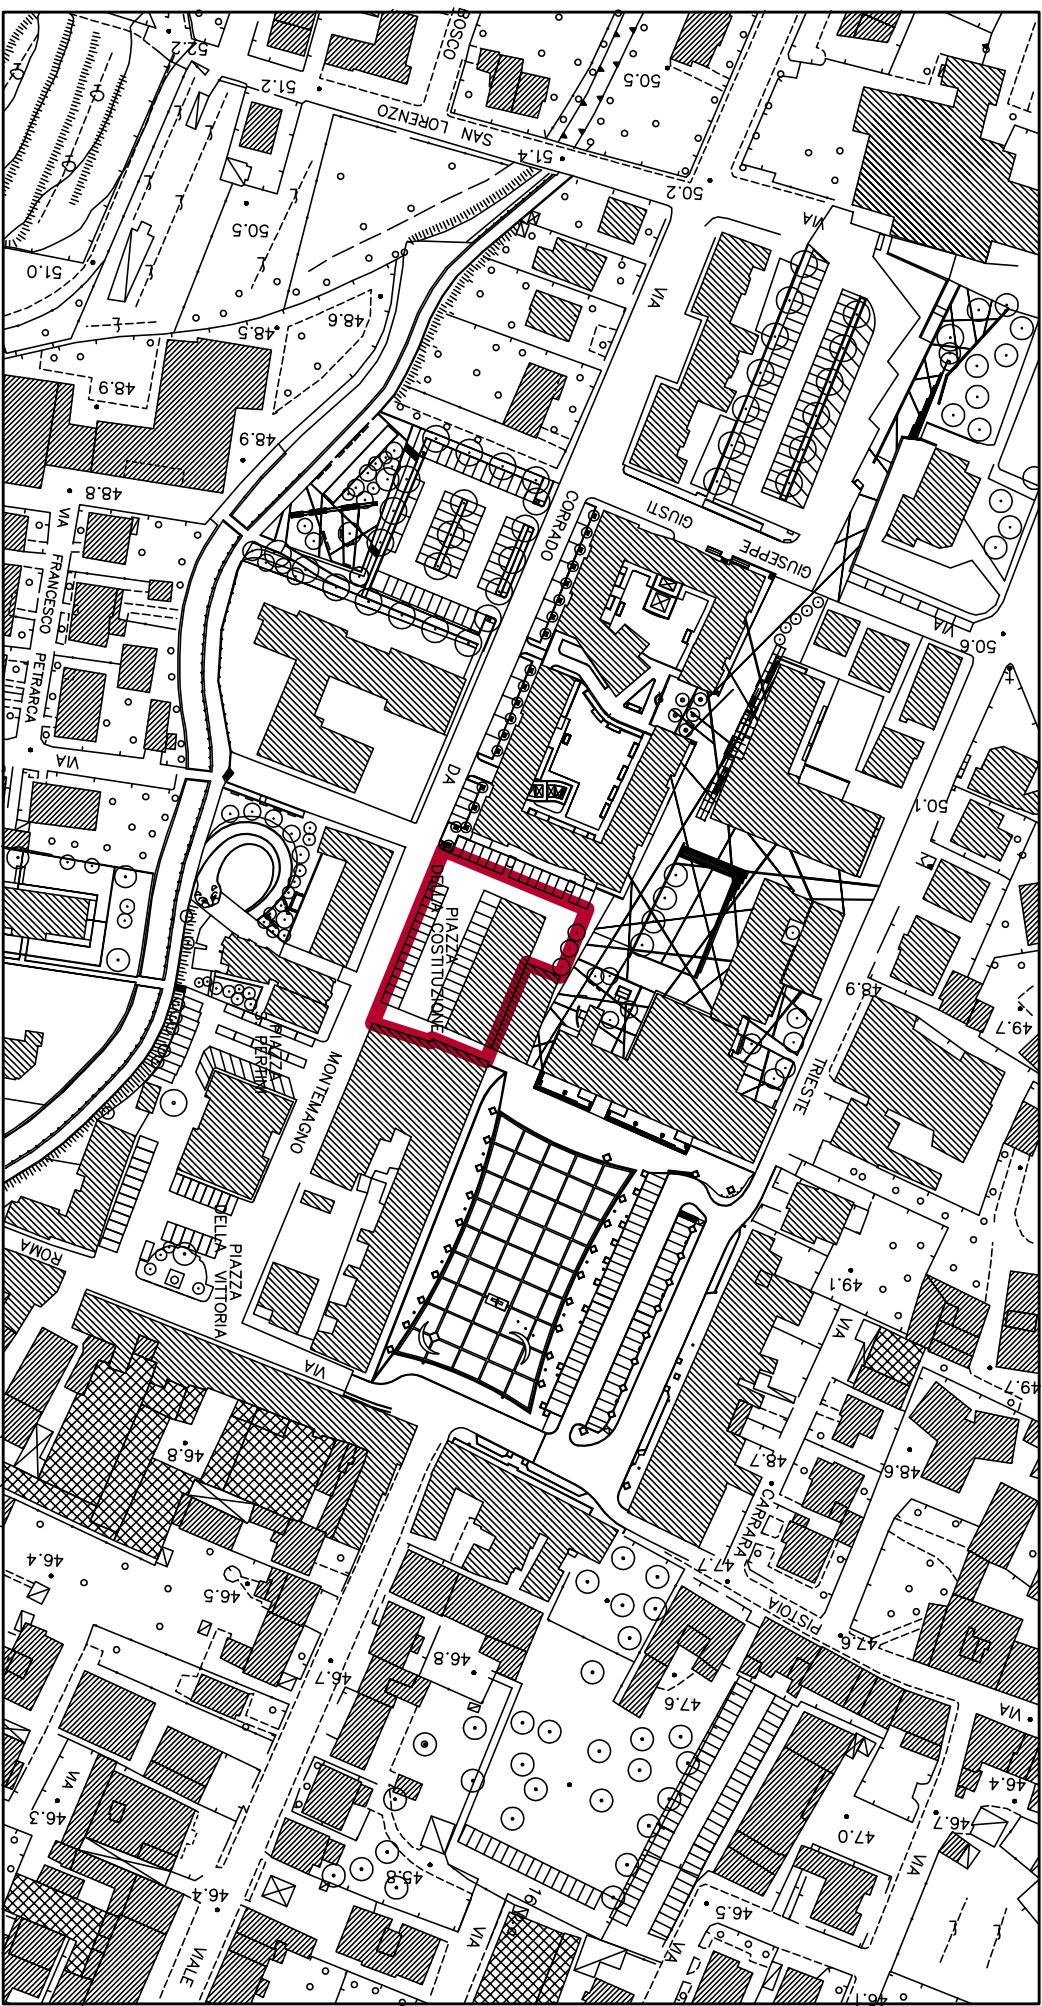 BOSCO
52.2
51.2
50.5
SAN LORENZO
51.4
50.2
VIA
50.5
51.0
VIA
48.6
48.5
48.9
48.9
48.8
VIA
FRANCESCO
PETRARCA
CORRADO
GIUSTI
GIUSEPPE
VIA
50.6
VIA
DA
50.1
DELLA
COSTITUZIONE
PIAZZA
48.9
49.7
PIAZZA
MONTEMAGNO
TRIESTE
DELLA
VITTORIA
PIAZZA
ROMA
VIA
49.1
VIA
49.7
46.8
48.7
48.6
CARRARA
47.7
46.4
46.5
PISTOIA
47.6
46.7
46.8
47.6
VIA
VIA
46.3
46.4
46.7
47.0
VIA
45.8
46.4
46.5
VIALE
VIA
VIA